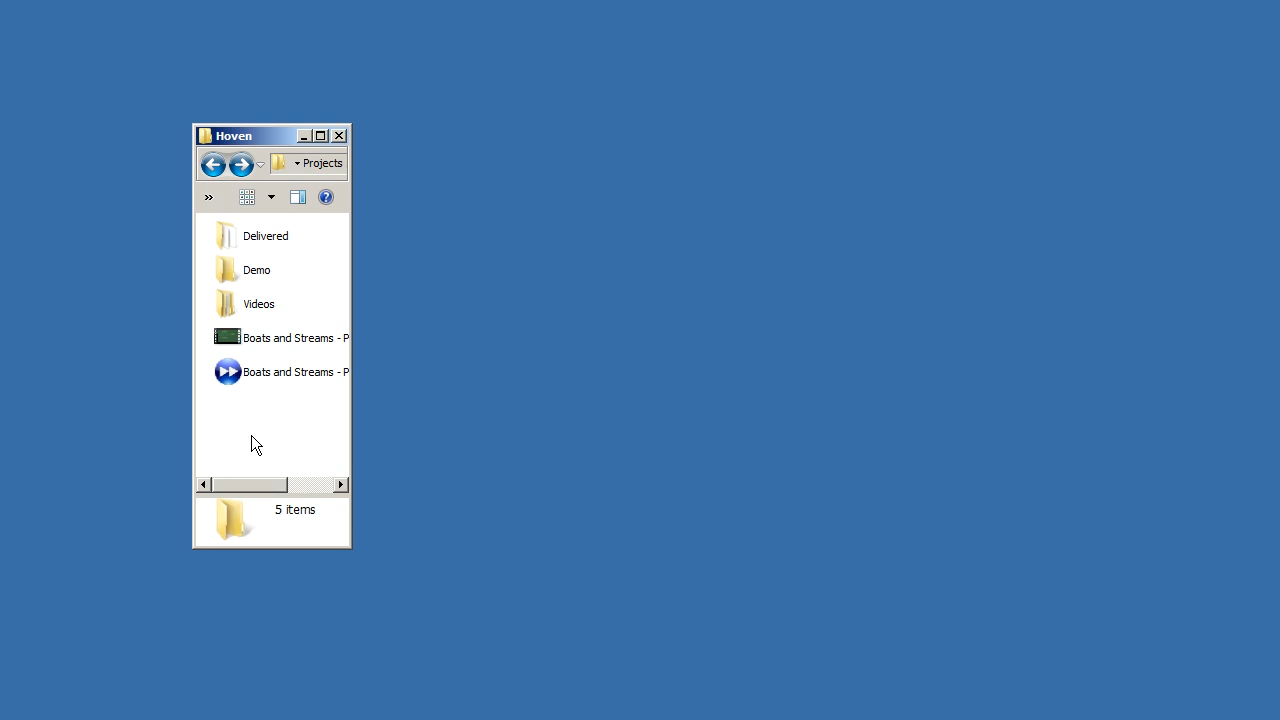 Hoven
Projects
»
Delivered
Demo
Videos
Boats and Streams - P
Boats and Streams - P
5 items